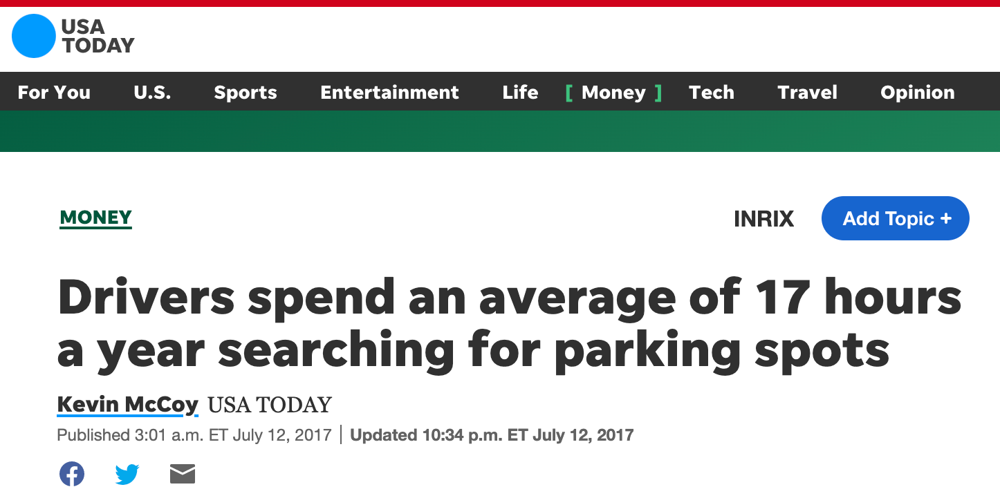 USA
TODAY
For You U.S. Sports Entertainment Life [ Money ] Tech Travel Opinion
MONEY INRIX Add Topic +
Drivers spend an average of 17 hours
a year searching for parking spots
Kevin McCoy USA TODAY
Published 3:01 a.m. ET July 12, 2017 | Updated 10:34 p.m. ET July 12, 2017